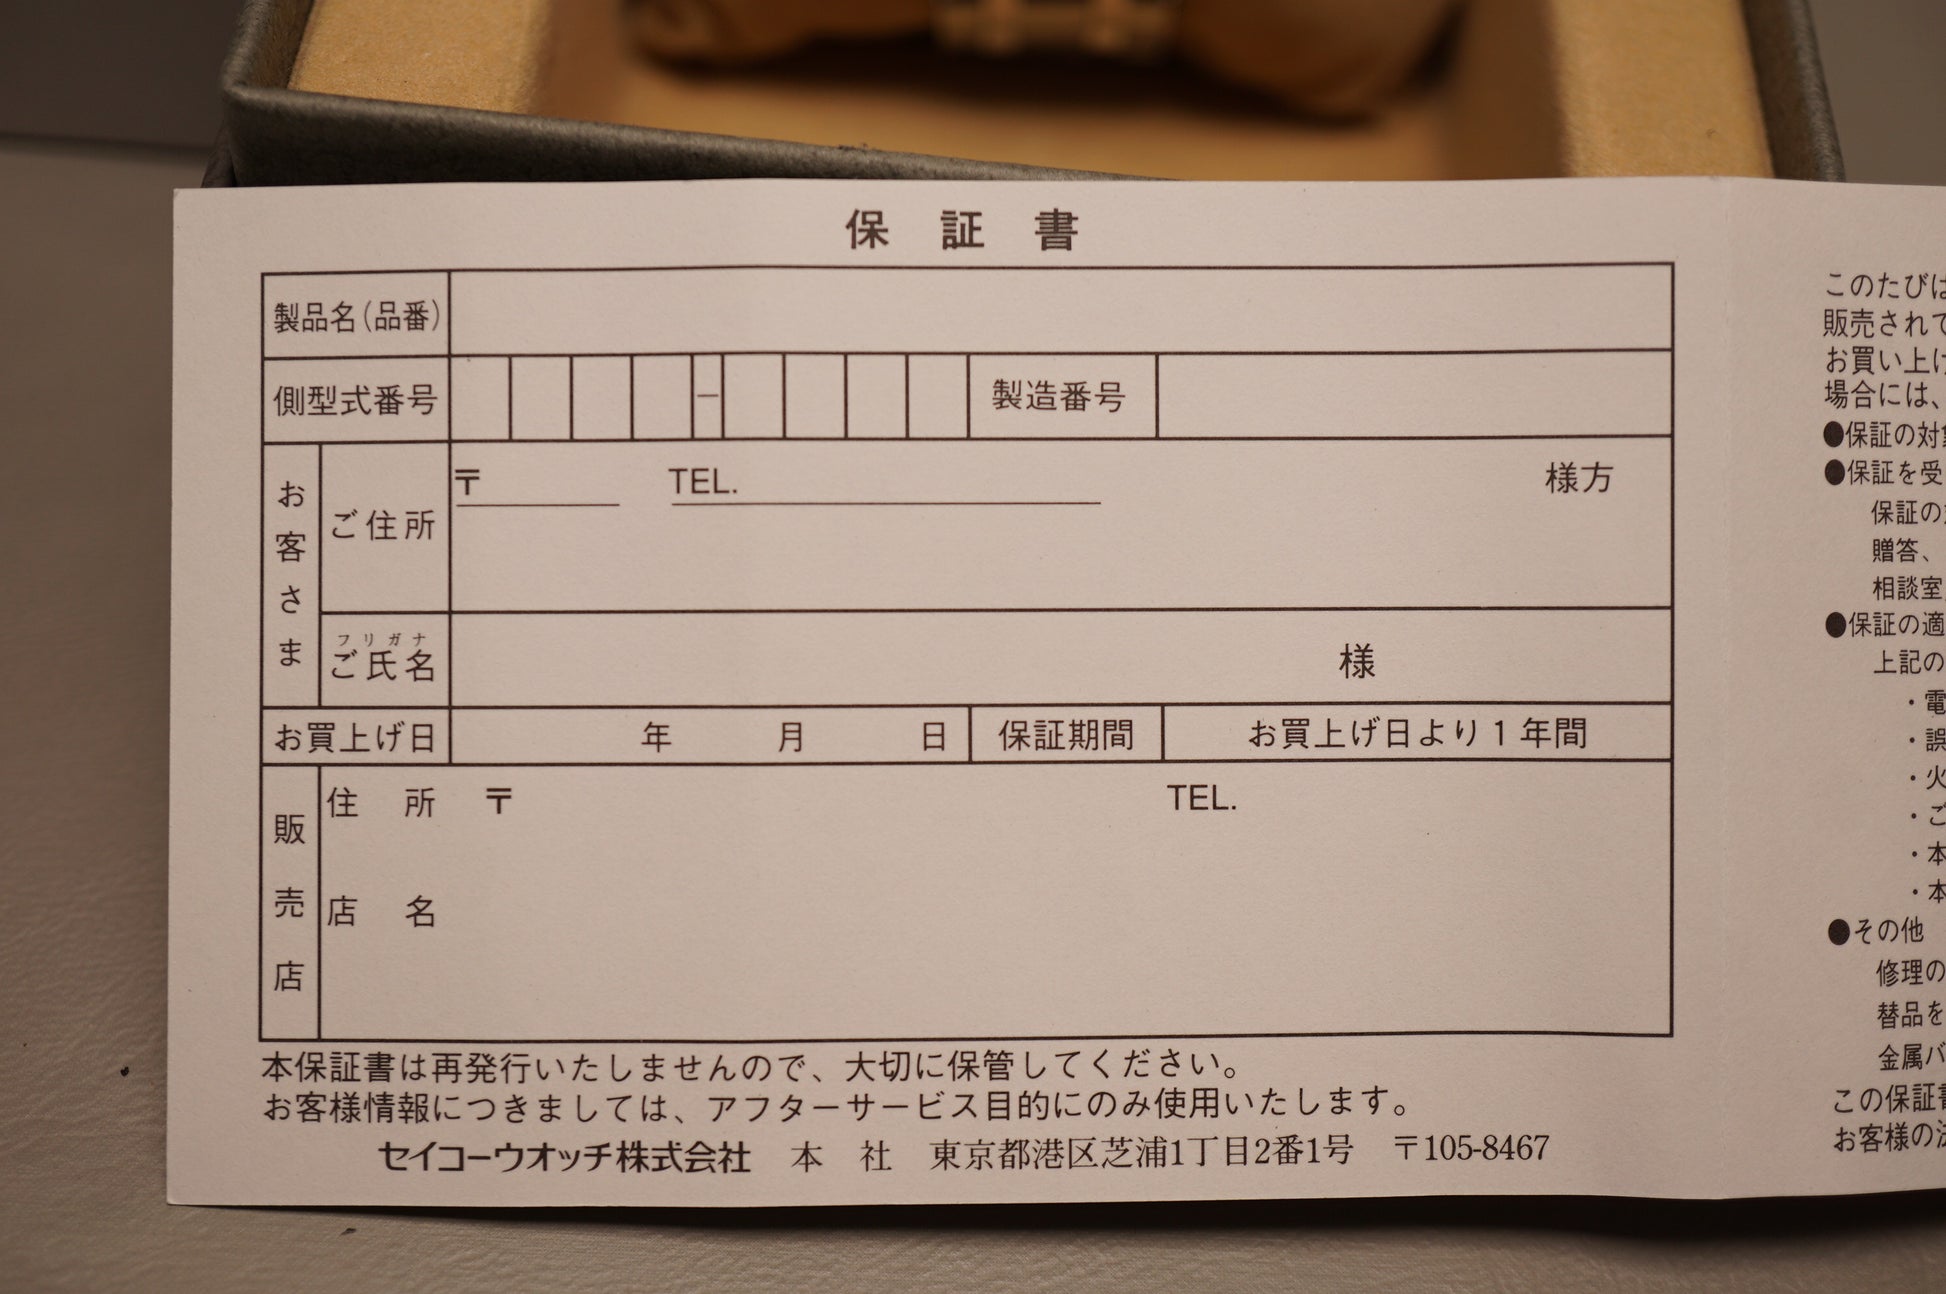 保証書
製品名(品番)
側型式番号 － 製造番号
お客さま
ご住所 〒 TEL. 様方
フリガナ
ご氏名 様
お買上げ日 年 月 日 保証期間 お買上げ日より1年間
販売店
住所 〒 TEL.
店名
本保証書は再発行いたしませんので、大切に保管してください。
お客様情報につきましては、アフターサービス目的にのみ使用いたします。
セイコーウオッチ株式会社 本 社 東京都港区芝浦1丁目2番1号 〒105-8467
このたびは
販売されて
お買い上げ
場合には、
●保証の対象
●保証を受
保証の
贈答、
相談室
●保証の適
上記の
・電
・誤
・火
・ご
・本
・本
●その他
修理の
替品を
金属バ
この保証書
お客様の法